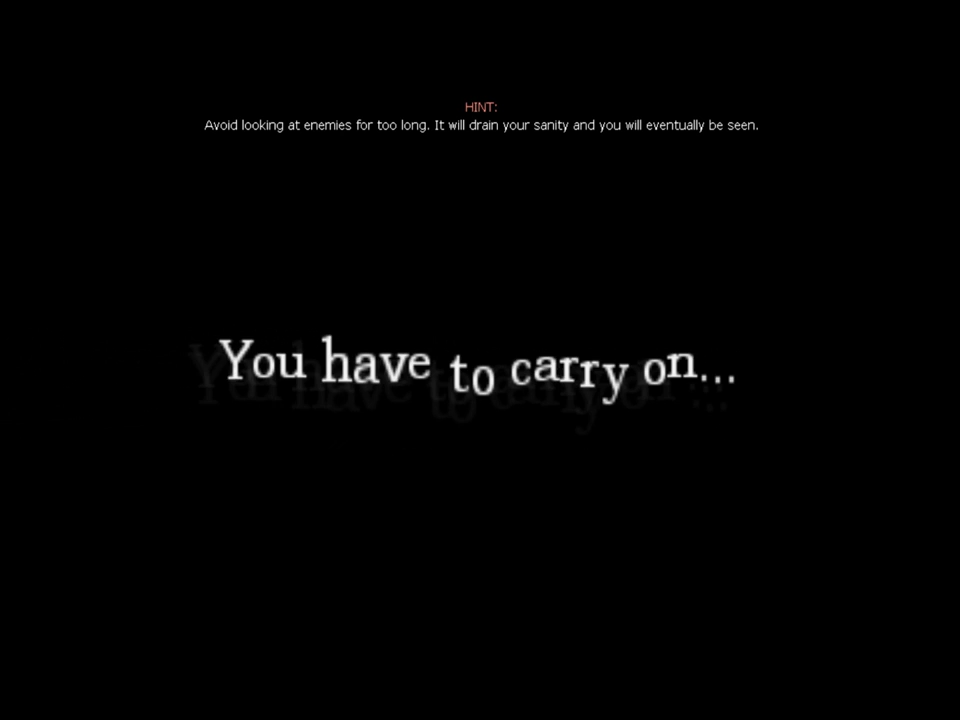 HINT:
Avoid looking at enemies for too long. It will drain your sanity and you will eventually be seen.
You have to carry on...